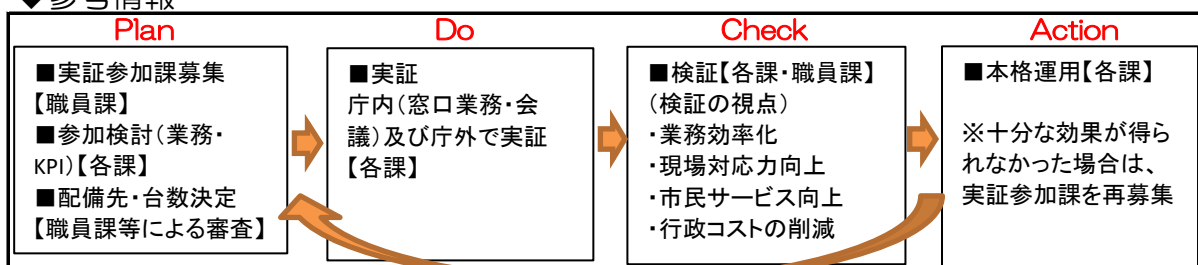 Plan
Do
Check
Action
■実証参加課募集
【職員課】
■参加検討(業務・
KPI)【各課】
■配備先・台数決定
【職員課等による審査】
■実証
庁内(窓口業務・会
議)及び庁外で実証
【各課】
■検証【各課・職員課】
(検証の視点)
・業務効率化
・現場対応力向上
・市民サービス向上
・行政コストの削減
■本格運用【各課】
※十分な効果が得ら
れなかった場合は、
実証参加課を再募集